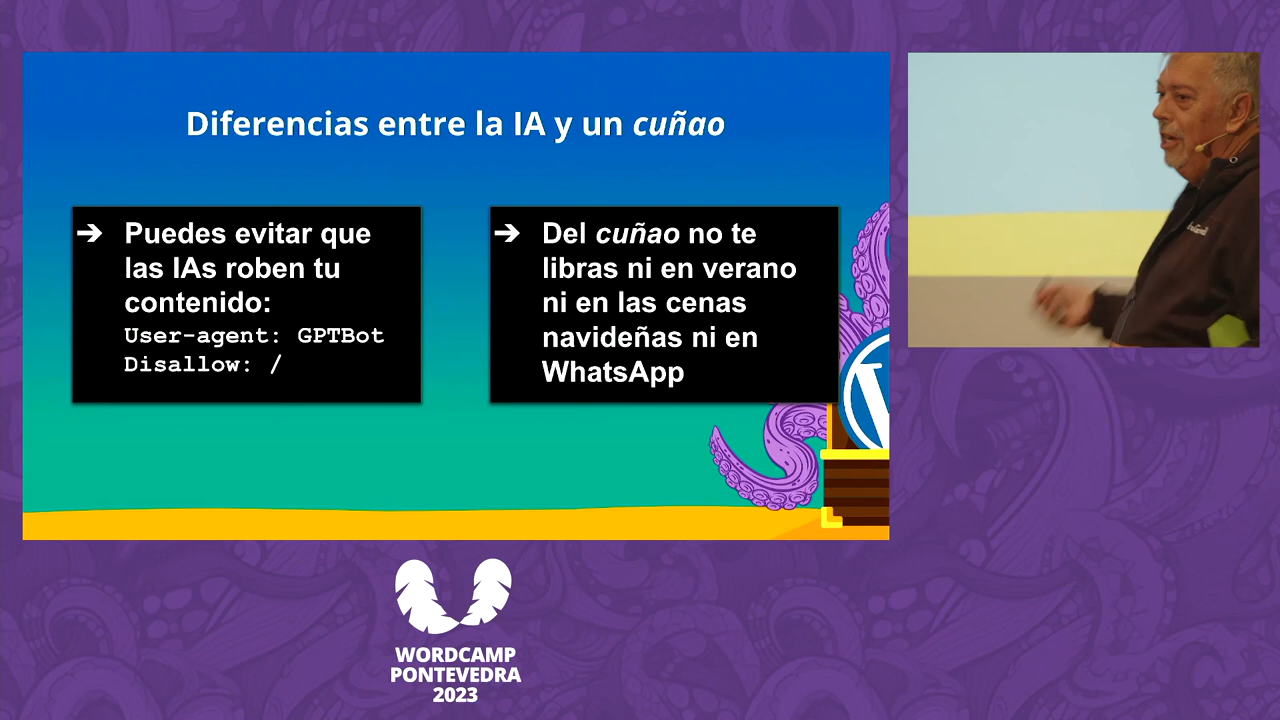 Diferencias entre la IA y un cuñao
➔ Puedes evitar que
las IAs roben tu
contenido:
User-agent: GPTBot
Disallow: /
➔ Del cuñao no te
libras ni en verano
ni en las cenas
navideñas ni en
WhatsApp
WORDCAMP
PONTEVEDRA
2023